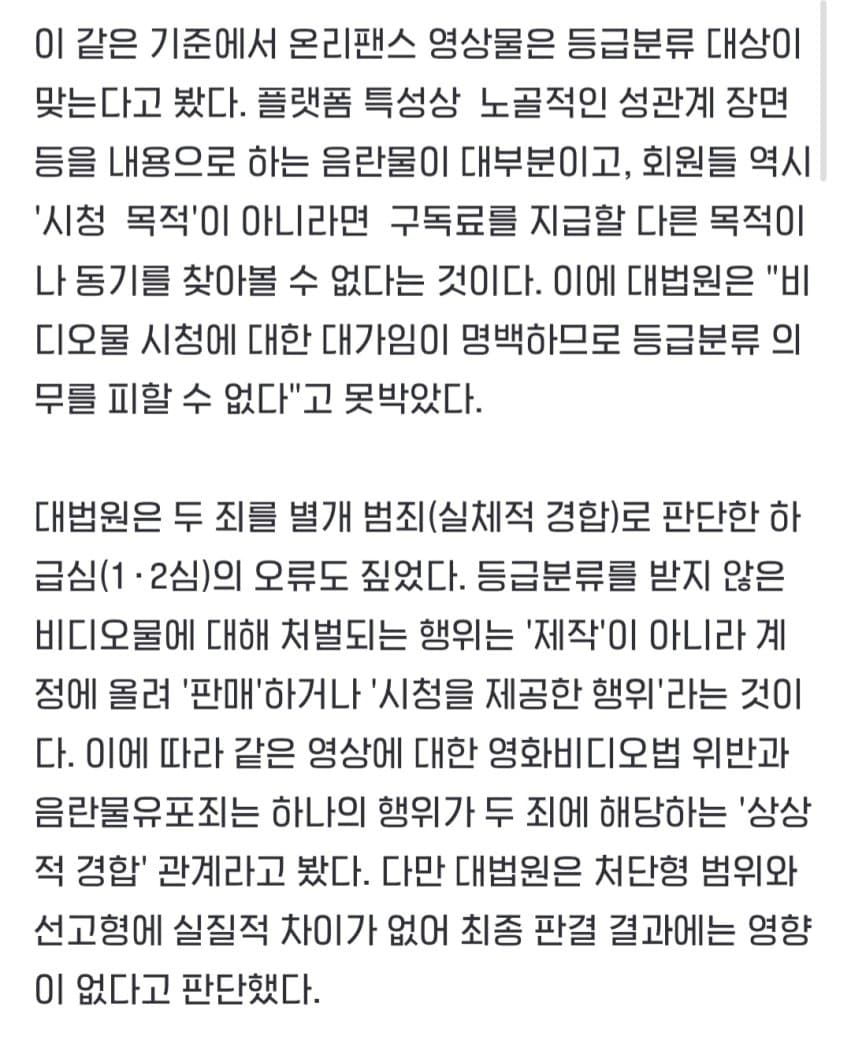 이 같은 기준에서 온리팬스 영상물은 등급분류 대상이
맞는다고 봤다. 플랫폼 특성상 노골적인 성관계 장면
등을 내용으로 하는 음란물이 대부분이고, 회원들 역시
'시청 목적'이 아니라면 구독료를 지급할 다른 목적이
나 동기를 찾아볼 수 없다는 것이다. 이에 대법원은 "비
디오물 시청에 대한 대가임이 명백하므로 등급분류 의
무를 피할 수 없다"고 못박았다.
대법원은 두 죄를 별개 범죄(실체적 경합)로 판단한 하
급심(1·2심)의 오류도 짚었다. 등급분류를 받지 않은
비디오물에 대해 처벌되는 행위는 '제작'이 아니라 계
정에 올려 '판매'하거나 '시청을 제공한 행위'라는 것이
다. 이에 따라 같은 영상에 대한 영화비디오법 위반과
음란물유포죄는 하나의 행위가 두 죄에 해당하는 '상상
적 경합' 관계라고 봤다. 다만 대법원은 처단형 범위와
선고형에 실질적 차이가 없어 최종 판결 결과에는 영향
이 없다고 판단했다.